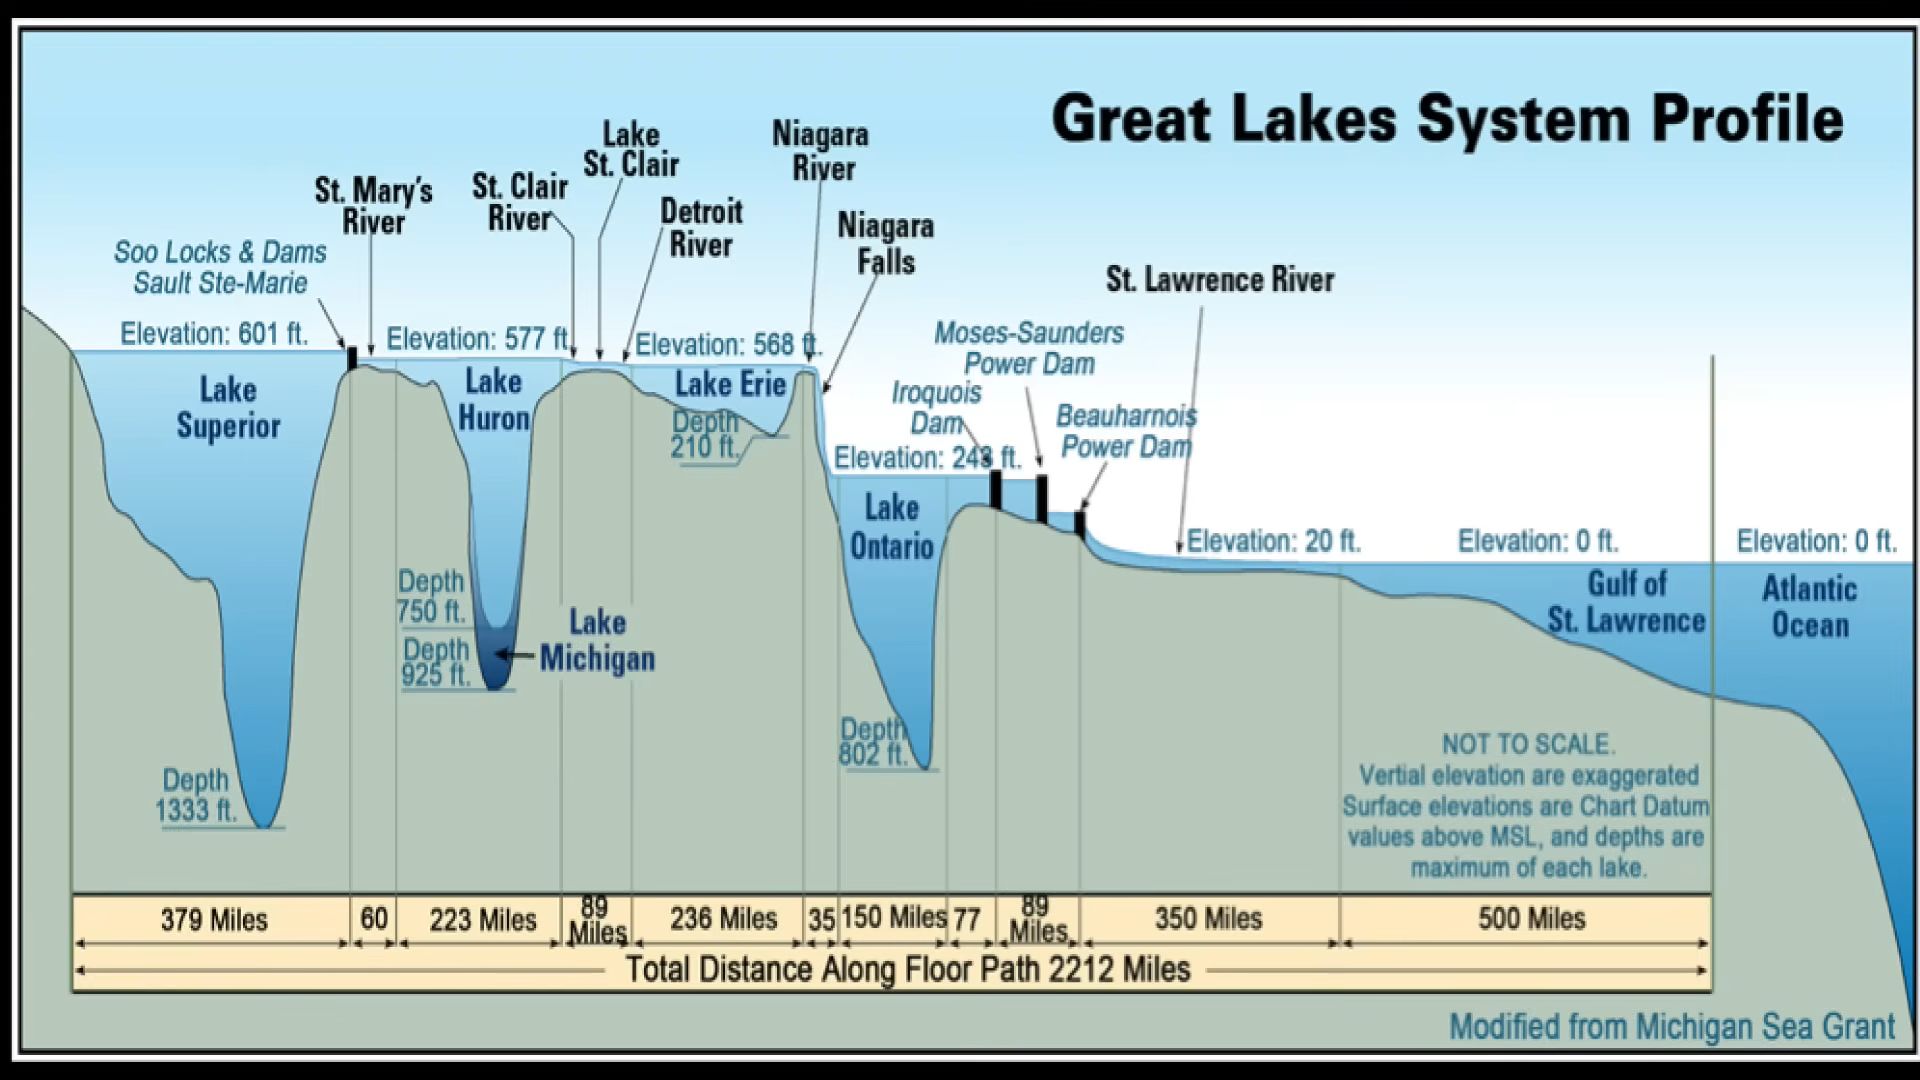 Great Lakes System Profile
Lake
St. Clair
Niagara
River
St. Mary's
River
St. Clair
River
Detroit
River
Niagara
Falls
Soo Locks & Dams
Sault Ste-Marie
St. Lawrence River
Moses-Saunders
Power Dam
Iroquois
Dam
Beauharnois
Power Dam
Elevation: 601 ft.
Elevation: 577 ft.
Elevation: 568 ft.
Elevation: 243 ft.
Elevation: 20 ft.
Elevation: 0 ft.
Elevation: 0 ft.
Lake
Superior
Lake
Huron
Lake Erie
Depth
210 ft.
Lake
Ontario
Gulf of
St. Lawrence
Atlantic
Ocean
Depth
750 ft.
Depth
925 ft.
Lake
Michigan
Depth
802 ft.
Depth
1333 ft.
NOT TO SCALE.
Vertial elevation are exaggerated
Surface elevations are Chart Datum
values above MSL, and depths are
maximum of each lake.
379 Miles
60
223 Miles
89
Miles
236 Miles
35
150 Miles
77
89
Miles
350 Miles
500 Miles
Total Distance Along Floor Path 2212 Miles
Modified from Michigan Sea Grant